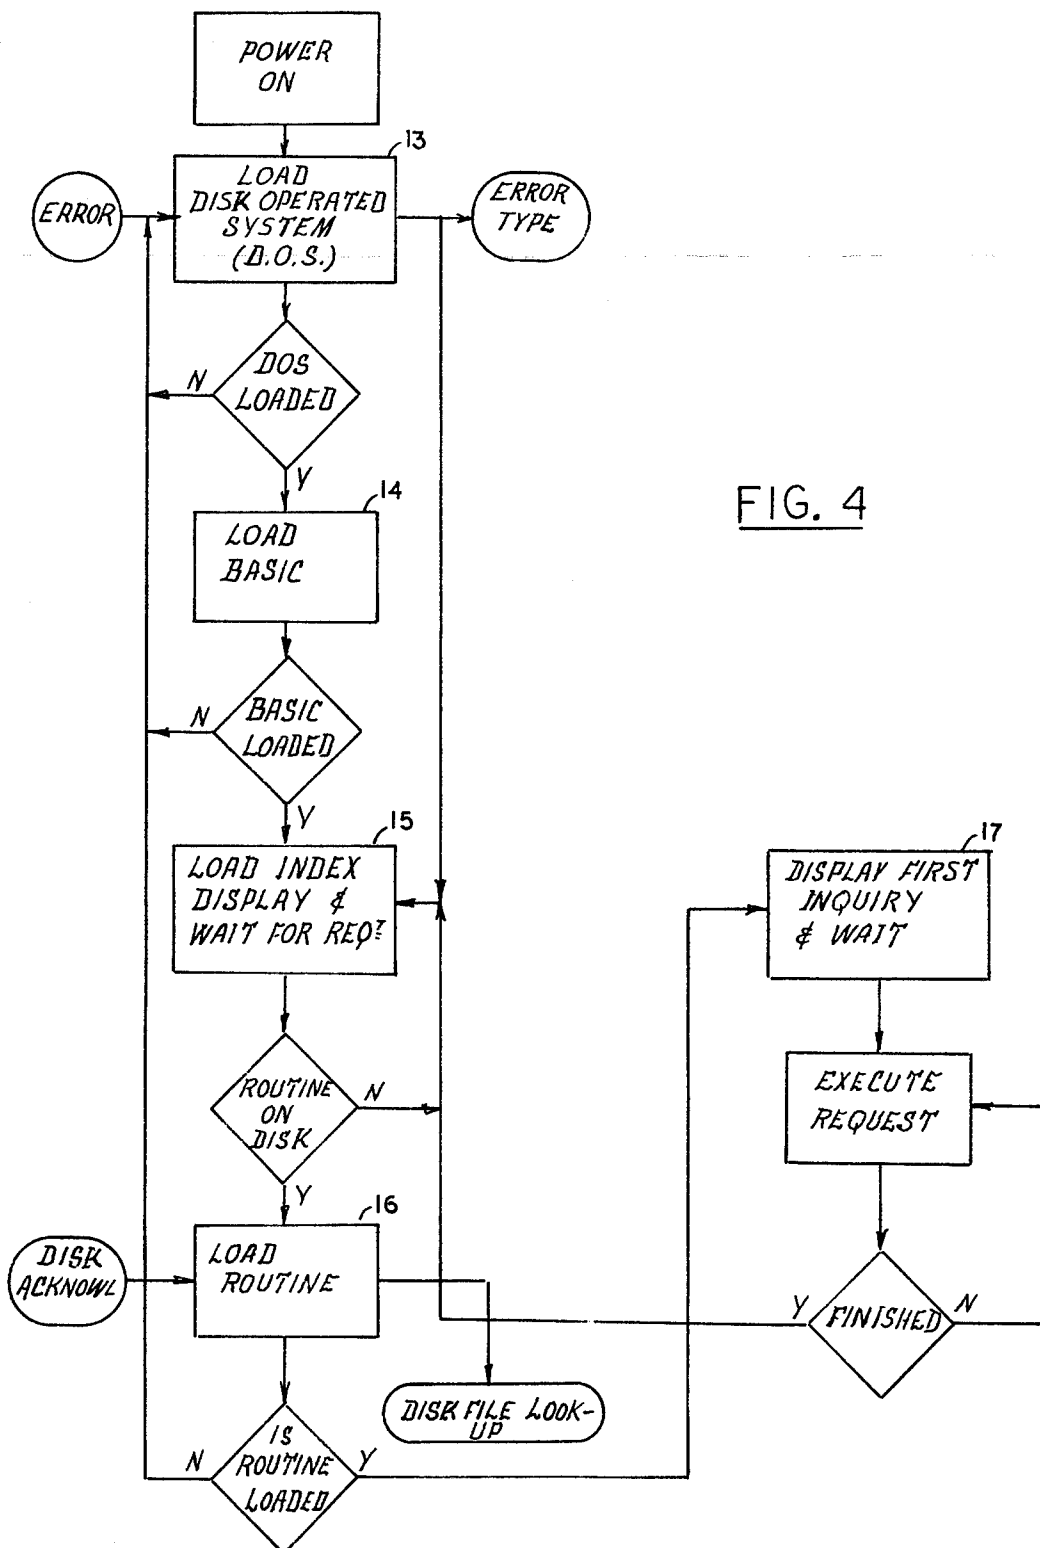 POWER
ON
13
LOAD
DISK OPERATED
SYSTEM
(D.O.S.)
ERROR
ERROR
TYPE
DOS
LOADED
N
Y
14
LOAD
BASIC
FIG. 4
BASIC
LOADED
N
Y
15
LOAD INDEX
DISPLAY &
WAIT FOR REQT
17
DISPLAY FIRST
INQUIRY
& WAIT
ROUTINE
ON
DISK
N
Y
EXECUTE
REQUEST
16
LOAD
ROUTINE
DISK
ACKNOWL
FINISHED
Y
N
DISK FILE LOOK-
UP
IS
ROUTINE
LOADED
N
Y